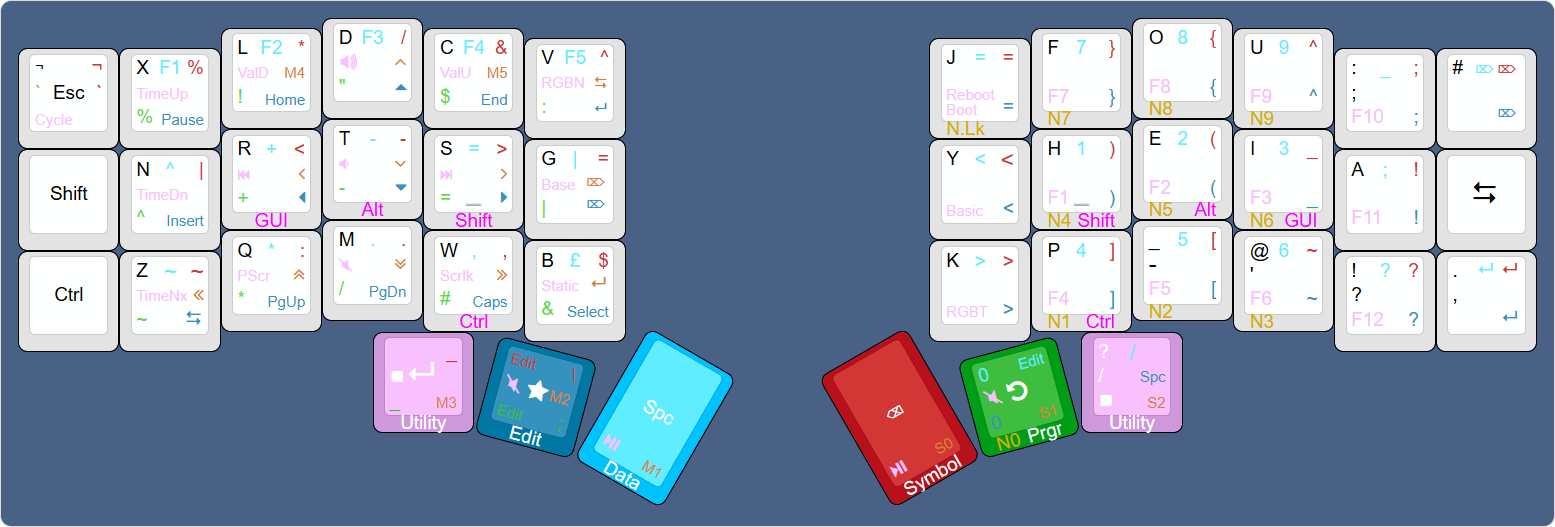 ¬ ¬
` Esc `
Cycle
X F1 %
TimeUp
% Pause
L F2 *
ValD M4
! Home
D F3 /
"
C F4 &
ValU M5
$ End
V F5 ^
RGBN
:
J = =
Reboot
Boot =
N.Lk
F 7 }
F7 }
N7
O 8 {
F8 {
N8
U 9 ^
F9 ^
N9
: _ ;
;
F10 ;
#
Shift
N ^ |
TimeDn
^ Insert
R + <
<
+
GUI
T - -
-
Alt
S = >
>
= _
Shift
G | =
Base
|
Y < <
Basic <
H 1 )
F1 _ )
N4 Shift
E 2 (
F2 (
N5 Alt
I 3 _
F3 _
N6 GUI
A ; !
F11 !
Ctrl
Z ~ ~
TimeNx
~
Q * :
PScr
* PgUp
M . .
/ PgDn
W , ,
Scrlk
# Caps
Ctrl
B £ $
Static
& Select
K > >
RGBT >
P 4 ]
F4 ]
N1 Ctrl
_ 5 [
-
F5 [
N2
@ 6 ~
'
F6 ~
N3
! ? ?
?
F12 ?
.
,
_
_ M3
Utility
Edit |
M2
Edit ;
Edit
Spc
M1
Data
S0
Symbol
0 Edit
0 S1
N0 Prgr
? /
/ Spc
S2
Utility